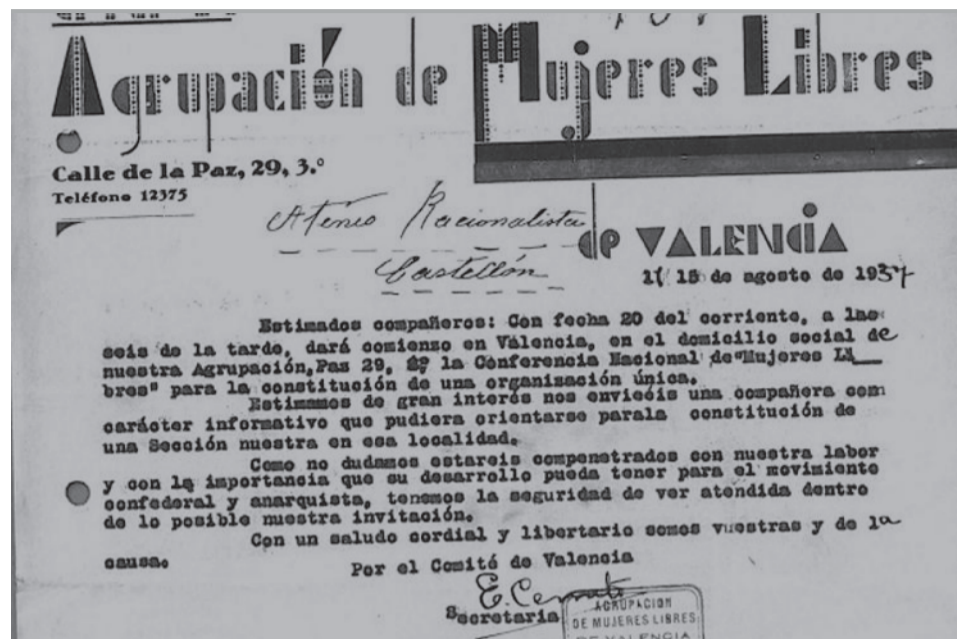 Agrupación de Mujeres Libres
Calle de la Paz, 29, 3.º
Teléfono 12375
Ateneo Racionalista
Castellón
de VALENCIA
15 de agosto de 1937
Estimados compañeros: Con fecha 20 del corriente, a las
seis de la tarde, dará comienzo en Válencia, en el domicilio social de
nuestra Agrupación,Paz 29, la Conferencia Nacional de"Mujeres Li_
bres" para la constitución de una organización única.
Estimamos de gran interés nos envieis una compañera con
carácter informativo que pudiera orientarse parala constitución de
una Sección nuestra en esa localidad.
Como no dudamos estareis compenetrados con nuestra labor
y con la importancia que su desarrollo pueda tener para el movimiento
confederal y anarquista, tenemos la seguridad de ver atendida dentro
de lo posible nuestra invitación.
Con un saludo cordial y libertario somos vuestras y de la
causa.
Por el Comité de Valencia
E.
Secretaria
AGRUPACION
DE MUJERES LIBRES
DE VALENCIA